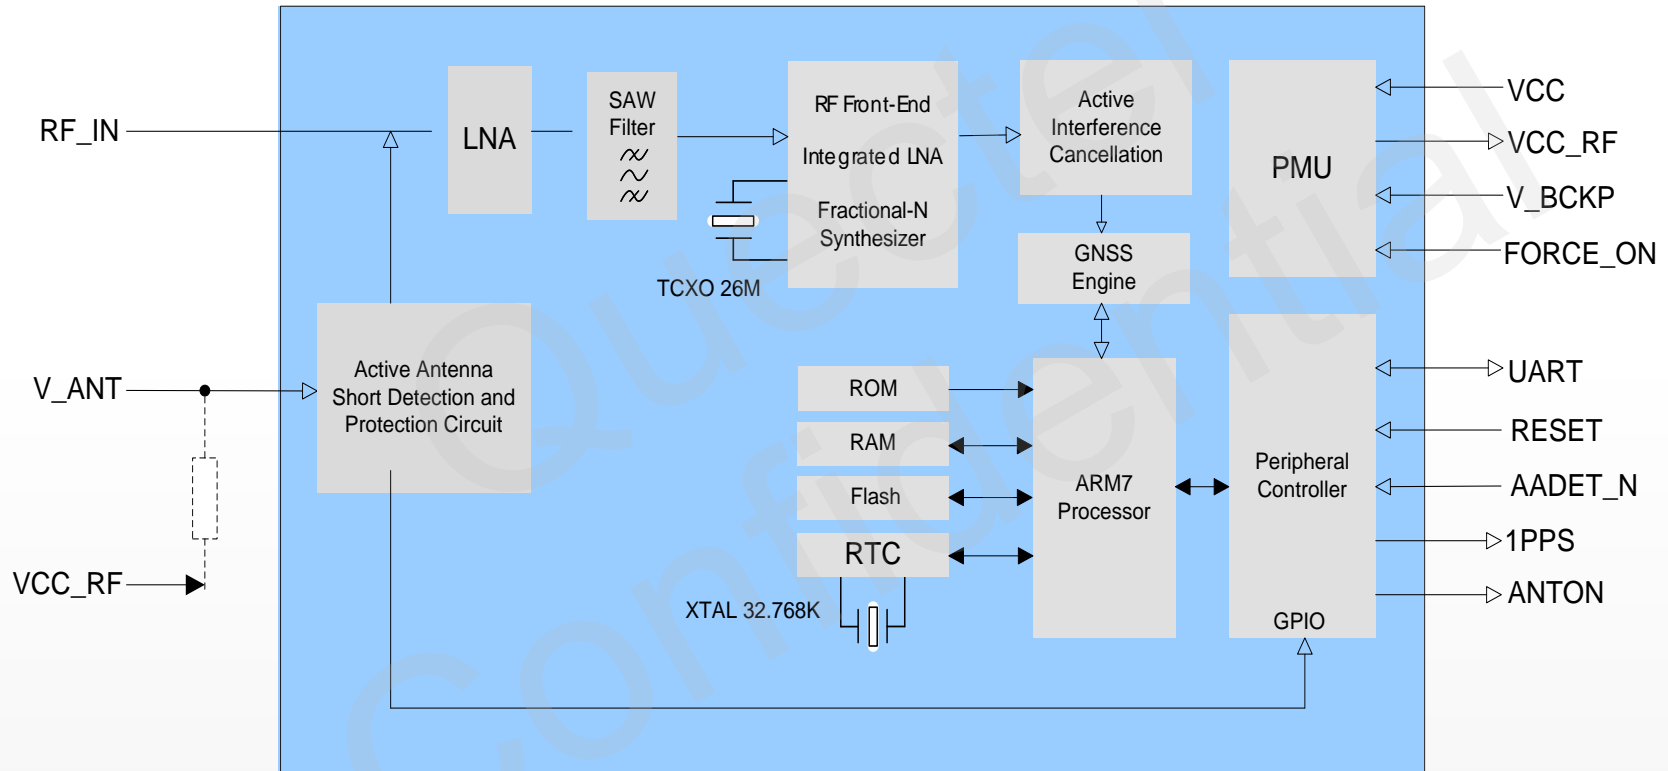 RF_IN
LNA
SAW
Filter
RF Front-End
Integrated LNA
Fractional-N
Synthesizer
TCXO 26M
Active
Interference
Cancellation
GNSS
Engine
PMU
VCC
VCC_RF
V_BCKP
FORCE_ON
V_ANT
Active Antenna
Short Detection and
Protection Circuit
VCC_RF
ROM
RAM
Flash
RTC
XTAL 32.768K
ARM7
Processor
Peripheral
Controller
GPIO
UART
RESET
AADET_N
1PPS
ANTON
Quectel
Confidential